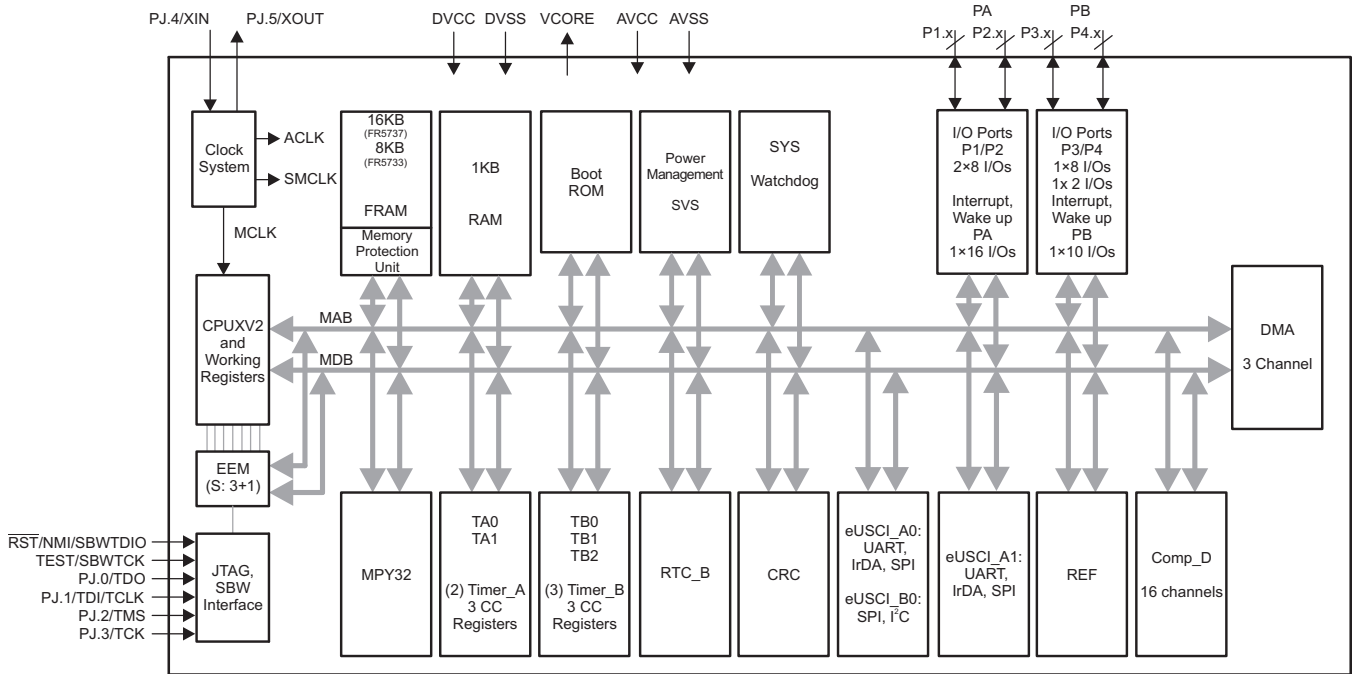 PJ.4/XIN
PJ.5/XOUT
DVCC
DVSS
VCORE
AVCC
AVSS
PA
P1.x
P2.x
PB
P3.x
P4.x
Clock
System
ACLK
SMCLK
MCLK
16KB
(FR5737)
8KB
(FR5733)
FRAM
Memory
Protection
Unit
1KB
RAM
Boot
ROM
Power
Management
SVS
SYS
Watchdog
I/O Ports
P1/P2
2×8 I/Os
Interrupt,
Wake up
PA
1×16 I/Os
I/O Ports
P3/P4
1×8 I/Os
1x 2 I/Os
Interrupt,
Wake up
PB
1×10 I/Os
CPUXV2
and
Working
Registers
MAB
MDB
DMA
3 Channel
EEM
(S: 3+1)
RST/NMI/SBWTDIO
TEST/SBWTCK
PJ.0/TDO
PJ.1/TDI/TCLK
PJ.2/TMS
PJ.3/TCK
JTAG,
SBW
Interface
MPY32
TA0
TA1
(2) Timer_A
3 CC
Registers
TB0
TB1
TB2
(3) Timer_B
3 CC
Registers
RTC_B
CRC
eUSCI_A0:
UART,
IrDA, SPI
eUSCI_B0:
SPI, I²C
eUSCI_A1:
UART,
IrDA, SPI
REF
Comp_D
16 channels